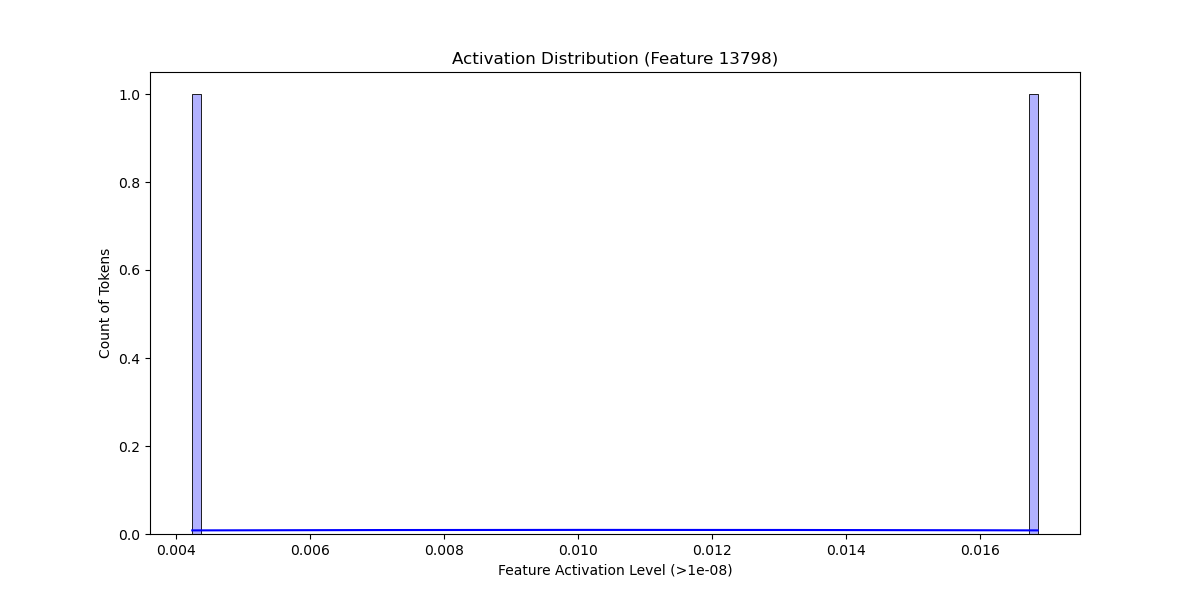 Activation Distribution (Feature 13798)
1.0
0.8
0.6
0.4
0.2
0.0
Count of Tokens
0.004 0.006 0.008 0.010 0.012 0.014 0.016
Feature Activation Level (>1e-08)